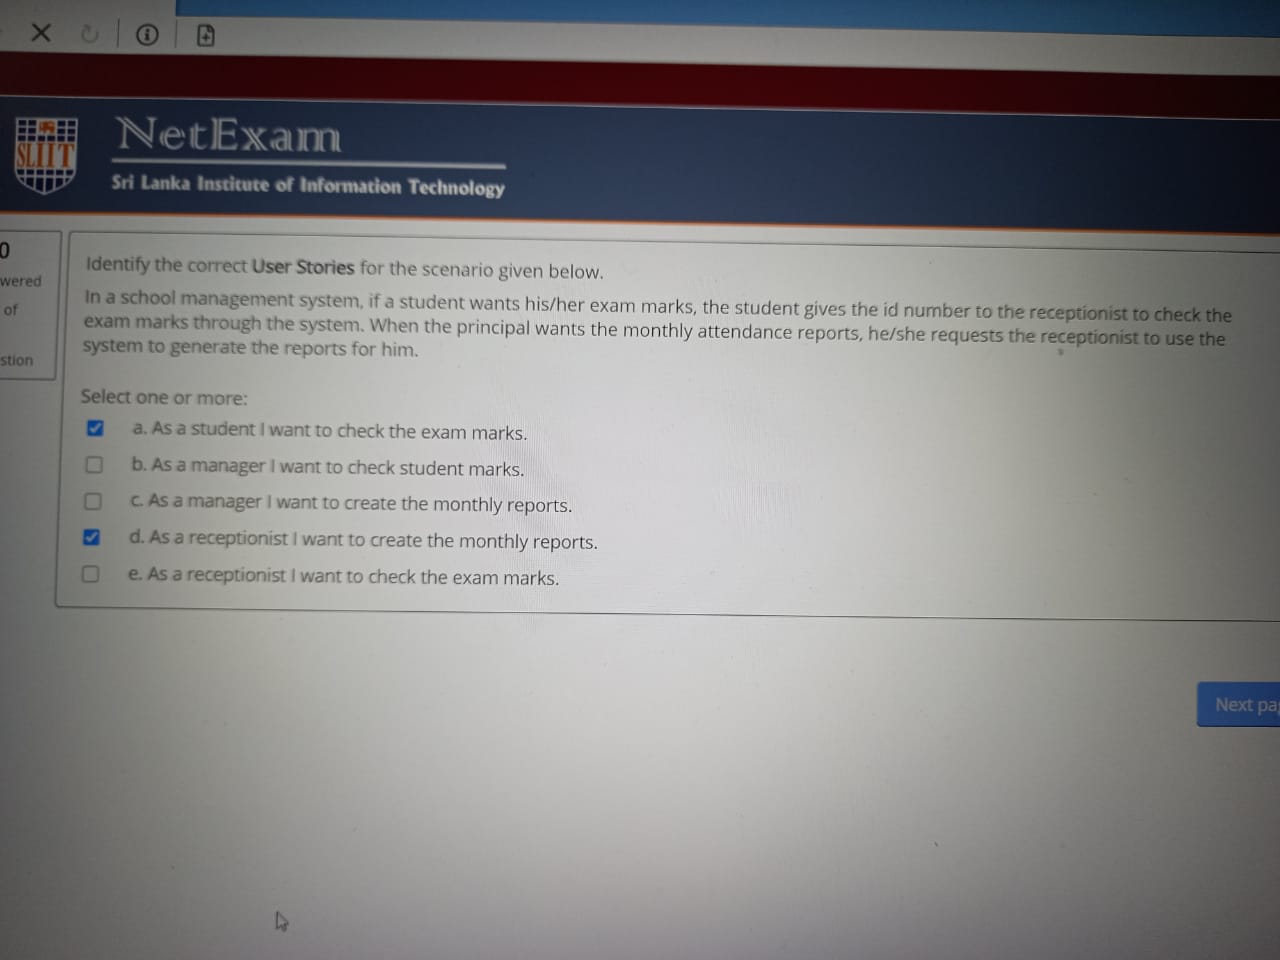 NetExam
SLIIT
Sri Lanka Institute of Information Technology
0
wered
of
stion
Identify the correct User Stories for the scenario given below.
In a school management system, if a student wants his/her exam marks, the student gives the id number to the receptionist to check the
exam marks through the system. When the principal wants the monthly attendance reports, he/she requests the receptionist to use the
system to generate the reports for him.
Select one or more:
a. As a student I want to check the exam marks.
b. As a manager I want to check student marks.
c. As a manager I want to create the monthly reports.
d. As a receptionist I want to create the monthly reports.
e. As a receptionist I want to check the exam marks.
Next pa